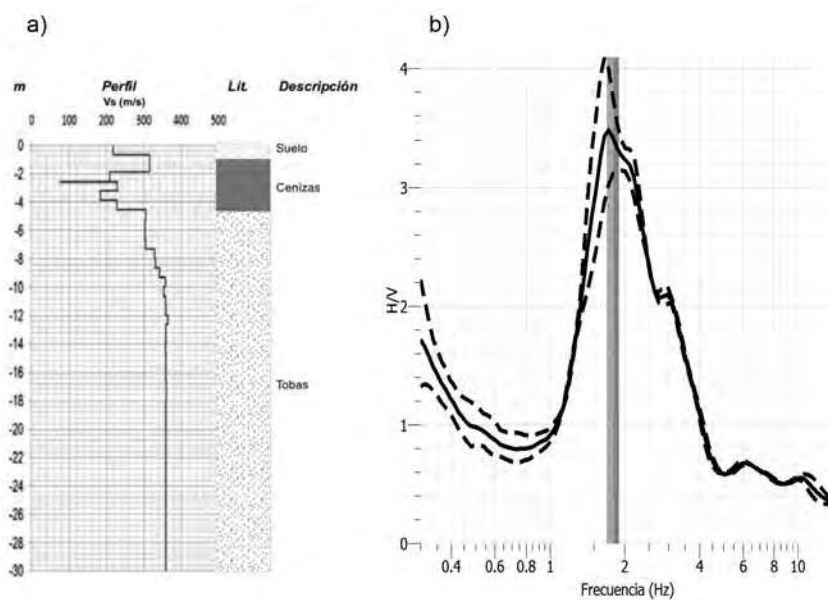 a)
m Perfil Lit. Descripción
Vs (m/s)
0 100 200 300 400 500
0
-2
-4
-6
-8
-10
-12
-14
-16
-18
-20
-22
-24
-26
-28
-30
Suelo
Cenizas
Tobas
b)
H/V
4
3
2
1
0
0.4 0.6 0.8 1 2 4 6 8 10
Frecuencia (Hz)